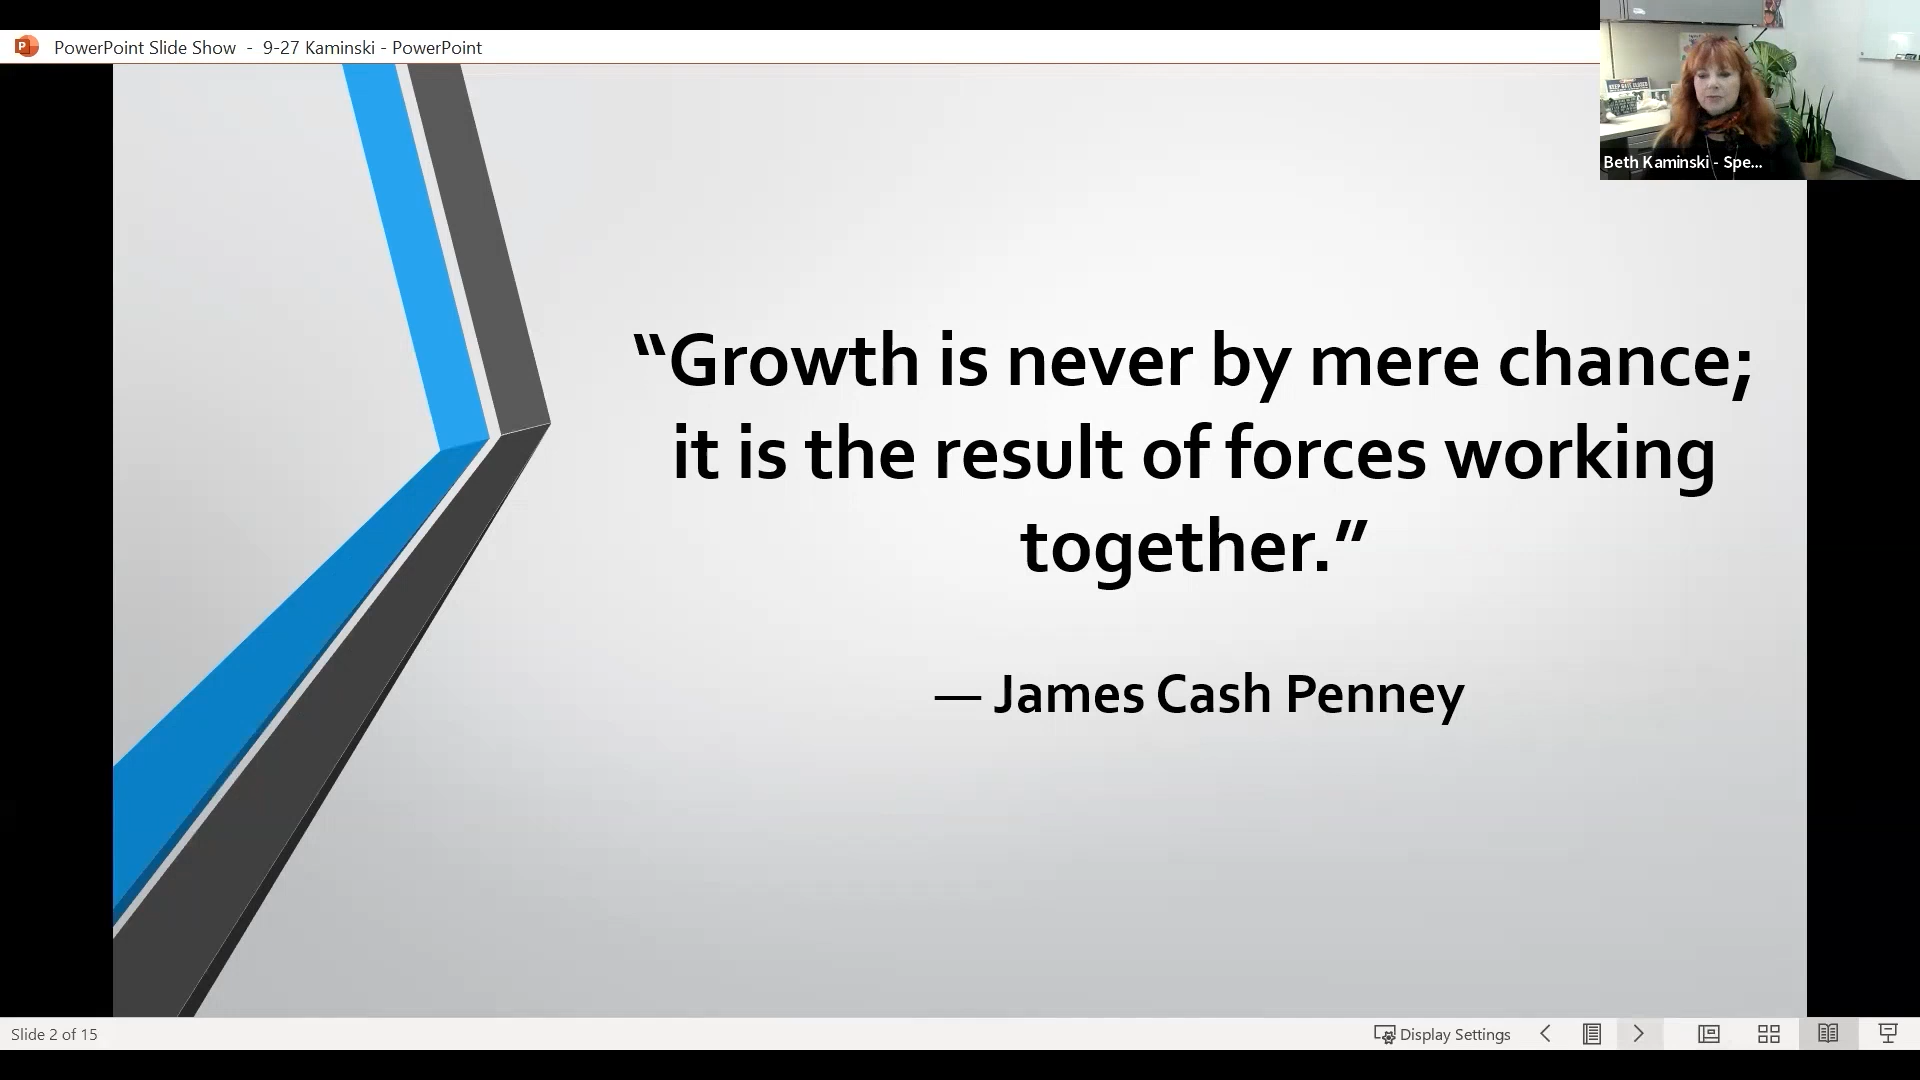 PowerPoint Slide Show - 9-27 Kaminski - PowerPoint
Beth Kaminski - Spe...
“Growth is never by mere chance;
it is the result of forces working
together.”
— James Cash Penney
Slide 2 of 15
Display Settings